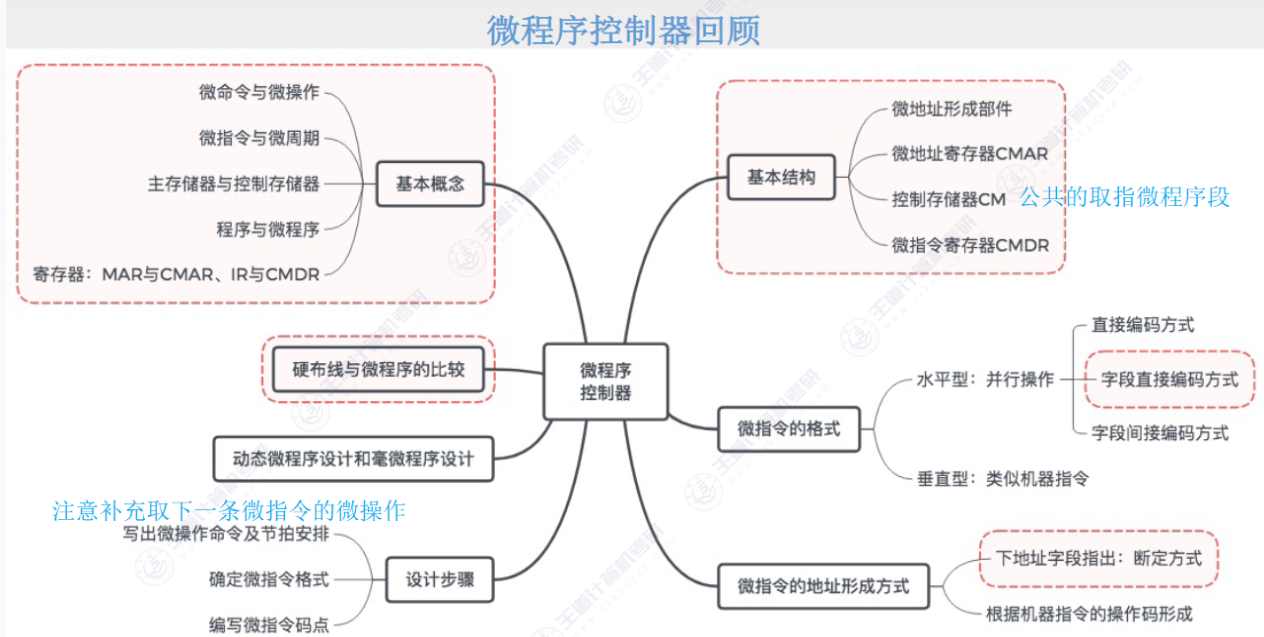 微程序控制器回顾
微命令与微操作
微指令与微周期
主存储器与控制存储器
程序与微程序
寄存器：MAR与CMAR、IR与CMDR
基本概念
硬布线与微程序的比较
动态微程序设计和毫微程序设计
注意补充取下一条微指令的微操作
写出微操作命令及节拍安排
确定微指令格式
编写微指令码点
设计步骤
微程序
控制器
基本结构
微地址形成部件
微地址寄存器CMAR
控制存储器CM
公共的取指微程序段
微指令寄存器CMDR
微指令的格式
水平型：并行操作
直接编码方式
字段直接编码方式
字段间接编码方式
垂直型：类似机器指令
微指令的地址形成方式
下地址字段指出：断定方式
根据机器指令的操作码形成
王道计算机考研